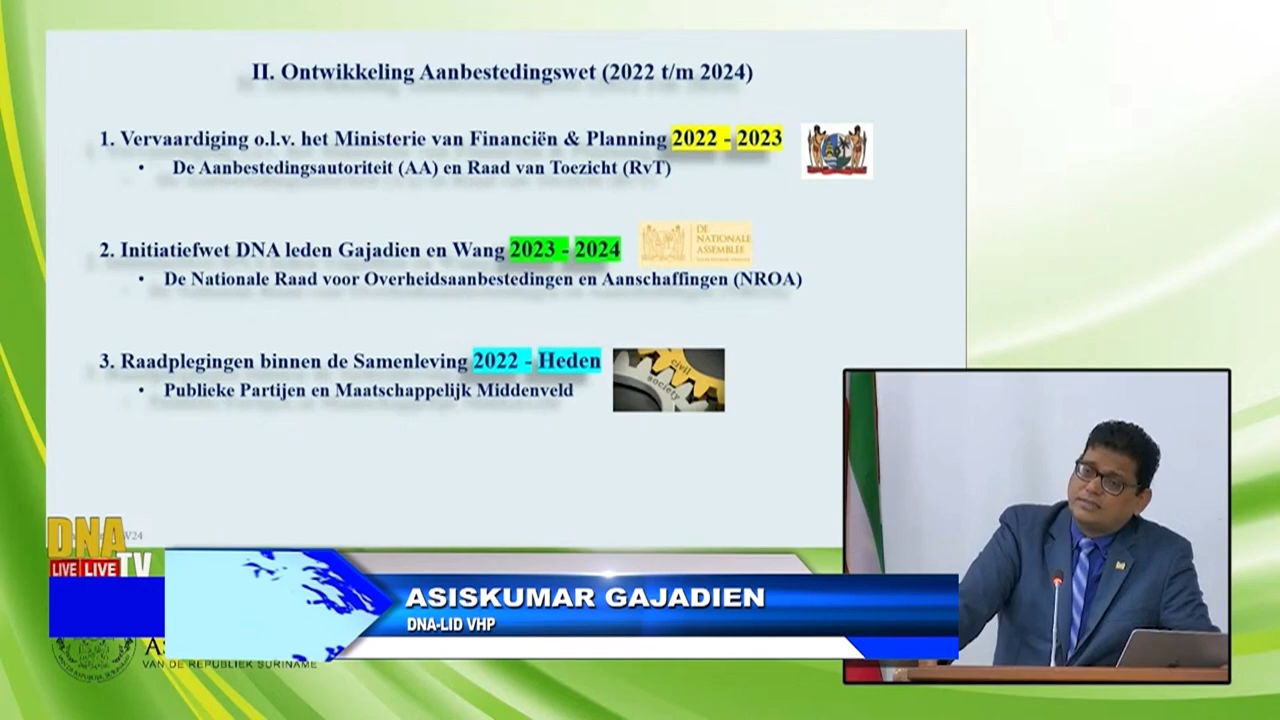 II. Ontwikkeling Aanbestedingswet (2022 t/m 2024)
1. Vervaardiging o.l.v. het Ministerie van Financiën & Planning 2022 - 2023
• De Aanbestedingsautoriteit (AA) en Raad van Toezicht (RvT)
2. Initiatiefwet DNA leden Gajadien en Wang 2023 - 2024
DE
NATIONALE
ASSEMBLÉE
• De Nationale Raad voor Overheidsaanbestedingen en Aanschaffingen (NROA)
3. Raadplegingen binnen de Samenleving 2022 - Heden
civil
society
• Publieke Partijen en Maatschappelijk Middenveld
DNA
LIVE LIVE TV
ASISKUMAR GAJADIEN
DNA-LID VHP
VAN DE REPUBLIEK SURINAME